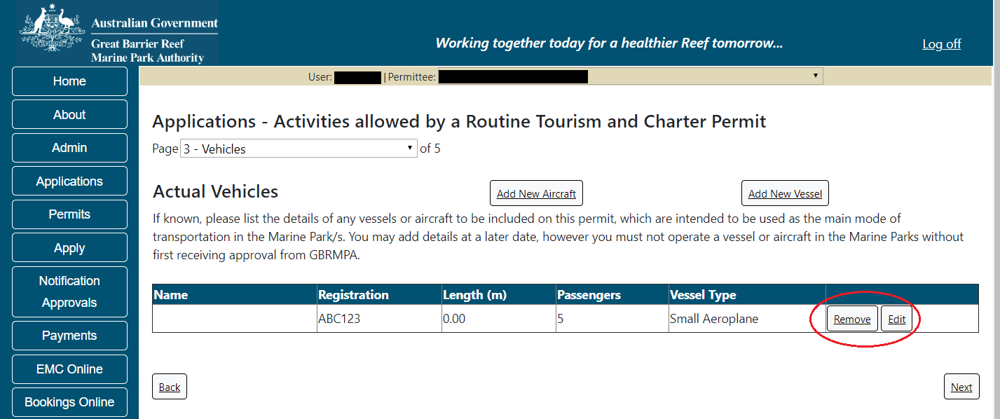 Australian Government
Great Barrier Reef
Marine Park Authority
Working together today for a healthier Reef tomorrow...
Log off
User: | Permittee:
Home
About
Admin
Applications
Permits
Apply
Notification
Approvals
Payments
EMC Online
Bookings Online
Applications - Activities allowed by a Routine Tourism and Charter Permit
Page 3 - Vehicles of 5
Actual Vehicles Add New Aircraft Add New Vessel
If known, please list the details of any vessels or aircraft to be included on this permit, which are intended to be used as the main mode of
transportation in the Marine Park/s. You may add details at a later date, however you must not operate a vessel or aircraft in the Marine Parks without
first receiving approval from GBRMPA.
Name Registration Length (m) Passengers Vessel Type
ABC123 0.00 5 Small Aeroplane Remove Edit
Back Next